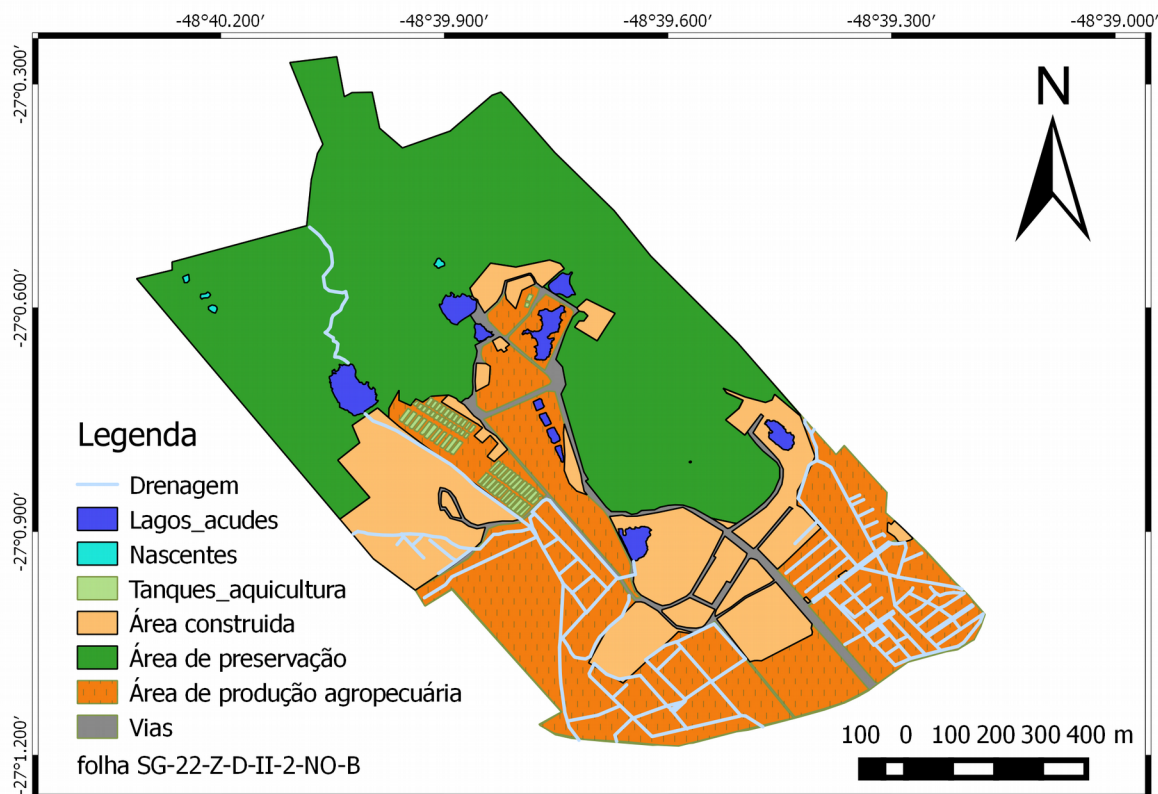 -48°40.200′ -48°39.900′ -48°39.600′ -48°39.300′ -48°39.000′
-27°0.300′
N
-27°0.600′
Legenda
Drenagem
Lagos_acudes
-27°0.900′
Nascentes
Tanques_aquicultura
Área construida
Área de preservação
Área de produção agropecuária
Vias
-27°1.200′
100 0 100 200 300 400 m
folha SG-22-Z-D-II-2-NO-B